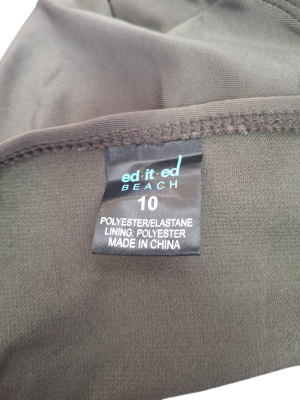 ed·it·ed
BEACH
10
POLYESTER/ELASTANE
LINING: POLYESTER
MADE IN CHINA